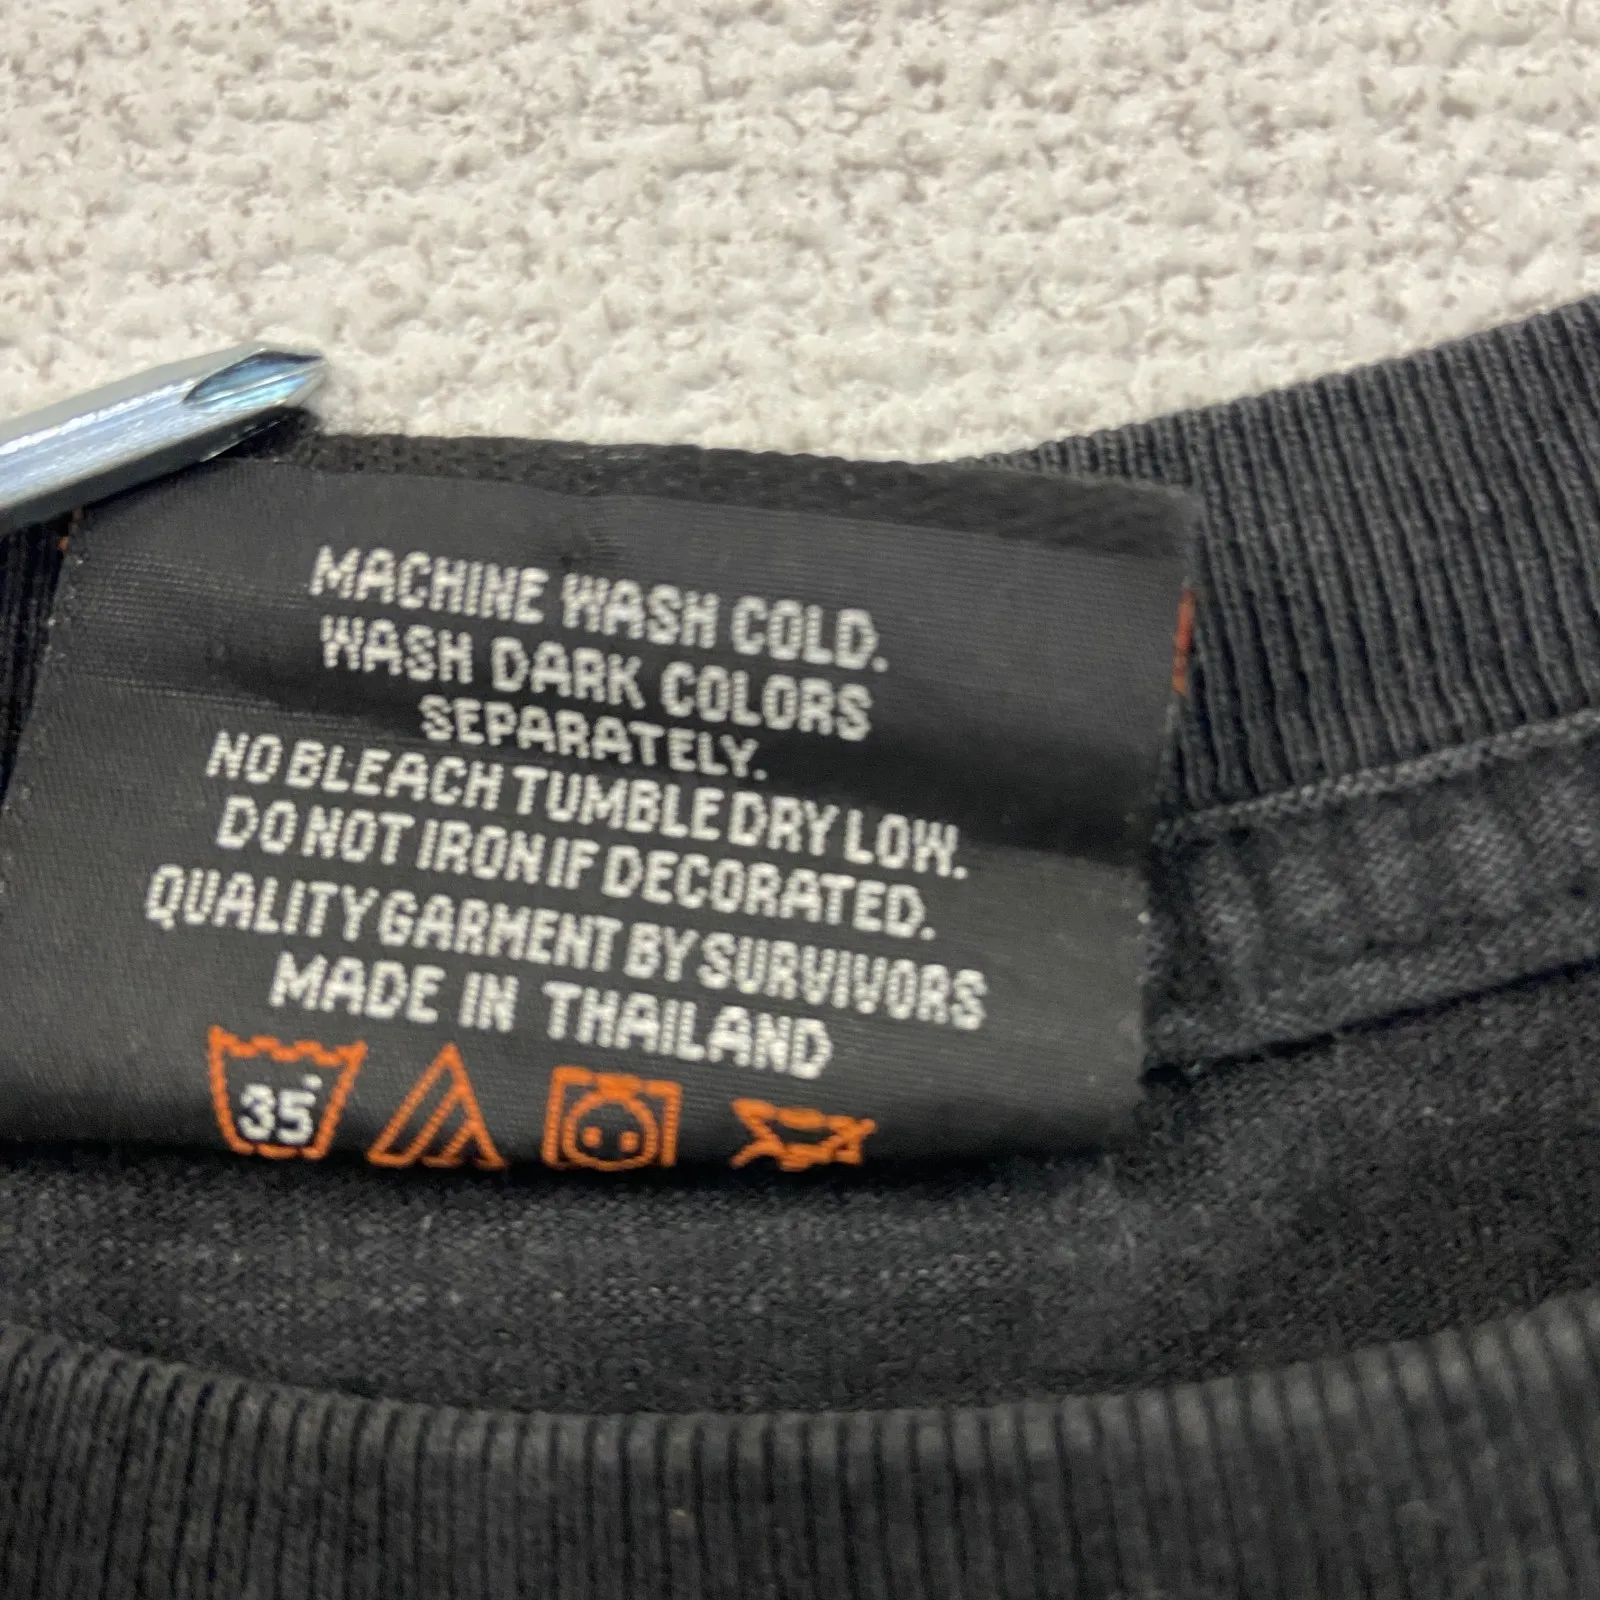 MACHINE WASH COLD.
WASH DARK COLORS
SEPARATELY.
NO BLEACH TUMBLE DRY LOW.
DO NOT IRON IF DECORATED.
QUALITY GARMENT BY SURVIVORS
MADE IN THAILAND
35°